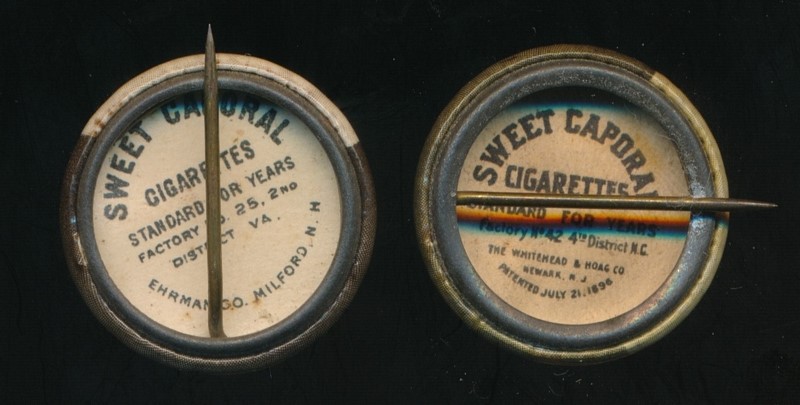 SWEET CAPORAL
CIGARETTES
STANDARD FOR YEARS
FACTORY NO. 25, 2ND
DISTRICT VA.
EHRMAN CO. MILFORD, N. H
SWEET CAPORAL
CIGARETTES
STANDARD FOR YEARS
Factory No 42 4th District N.C.
THE WHITEHEAD & HOAG CO
NEWARK, N. J
PATENTED JULY 21, 1896